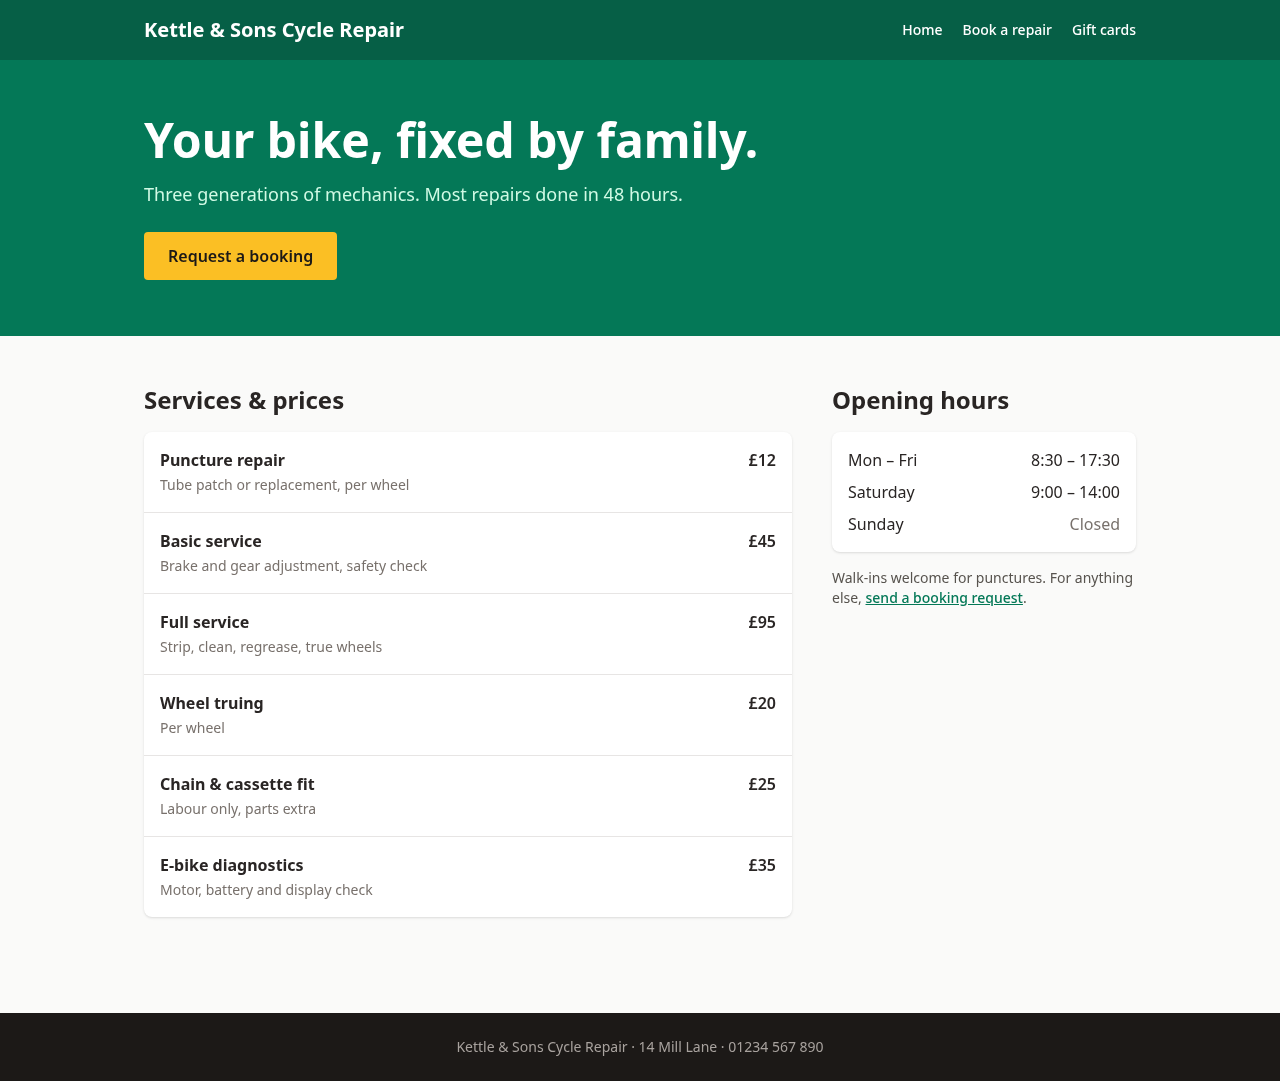 Kettle & Sons Cycle Repair
Home Book a repair Gift cards
Your bike, fixed by family.
Three generations of mechanics. Most repairs done in 48 hours.
Request a booking
Services & prices
Puncture repair £12
Tube patch or replacement, per wheel
Basic service £45
Brake and gear adjustment, safety check
Full service £95
Strip, clean, regrease, true wheels
Wheel truing £20
Per wheel
Chain & cassette fit £25
Labour only, parts extra
E-bike diagnostics £35
Motor, battery and display check
Opening hours
Mon – Fri 8:30 – 17:30
Saturday 9:00 – 14:00
Sunday Closed
Walk-ins welcome for punctures. For anything
else, send a booking request.
Kettle & Sons Cycle Repair · 14 Mill Lane · 01234 567 890